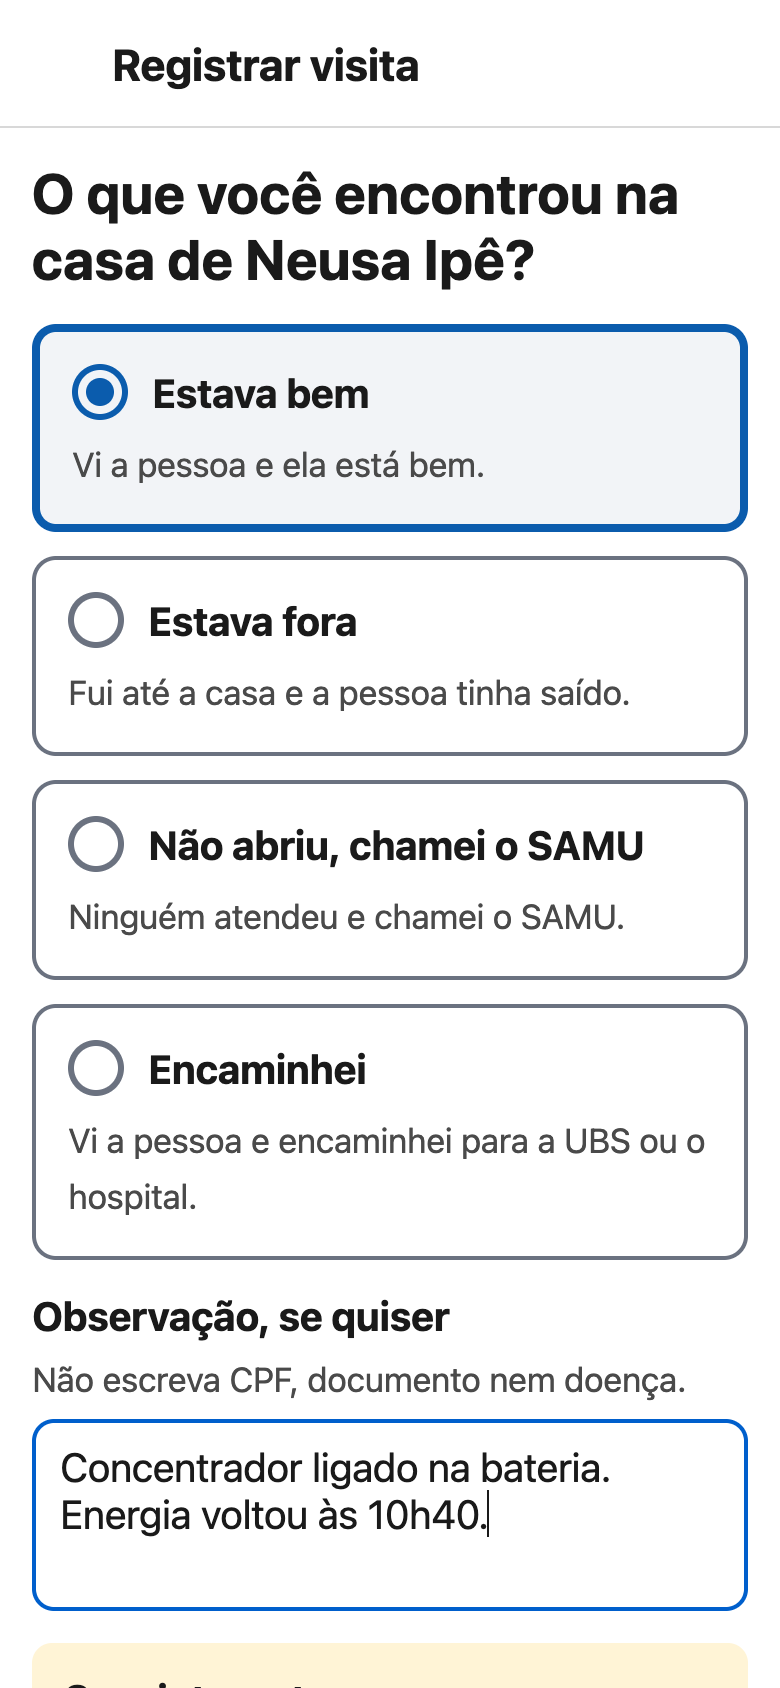 Registrar visita
O que você encontrou na
casa de Neusa Ipê?
Estava bem
Vi a pessoa e ela está bem.
Estava fora
Fui até a casa e a pessoa tinha saído.
Não abriu, chamei o SAMU
Ninguém atendeu e chamei o SAMU.
Encaminhei
Vi a pessoa e encaminhei para a UBS ou o
hospital.
Observação, se quiser
Não escreva CPF, documento nem doença.
Concentrador ligado na bateria.
Energia voltou às 10h40.